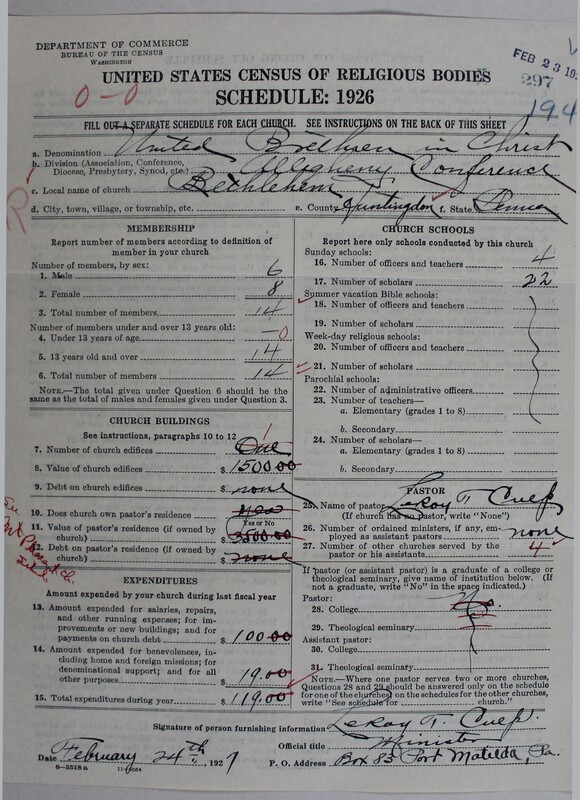 DEPARTMENT OF COMMERCE
BUREAU OF THE CENSUS
WASHINGTON
FEB 23 19
297
194
UNITED STATES CENSUS OF RELIGIOUS BODIES
0-0
SCHEDULE: 1926
FILL OUT A SEPARATE SCHEDULE FOR EACH CHURCH. SEE INSTRUCTIONS ON THE BACK OF THIS SHEET
a. Denomination United Brethren in Christ
b. Division (Association, Conference, Diocese, Presbytery, Synod, etc.) Allegheny Conference
c. Local name of church Bethlehem
d. City, town, village, or township, etc. e. County Huntingdon f. State Penna
MEMBERSHIP
Report number of members according to definition of
member in your church
Number of members, by sex:
1. Male 6
2. Female 8
3. Total number of members 14
Number of members under and over 13 years old:
4. Under 13 years of age —0
5. 13 years old and over 14
6. Total number of members 14
NOTE.—The total given under Question 6 should be the
same as the total of males and females given under Question 3.
CHURCH BUILDINGS
See instructions, paragraphs 10 to 12
7. Number of church edifices One 1
8. Value of church edifices $ 1500.00
9. Debt on church edifices $ none
10. Does church own pastor's residence Yes
Yes or No
11. Value of pastor's residence (if owned by
church) $ 3500.00
12. Debt on pastor's residence (if owned by
church) $ none
EXPENDITURES
Amount expended by your church during last fiscal year
13. Amount expended for salaries, repairs,
and other running expenses; for
improvements or new buildings; and for
payments on church debt $ 100.00
14. Amount expended for benevolences,
including home and foreign missions; for
denominational support; and for all
other purposes $ 19.00
15. Total expenditures during year $ 119.00
CHURCH SCHOOLS
Report here only schools conducted by this church
Sunday schools:
16. Number of officers and teachers 4
17. Number of scholars 22
Summer vacation Bible schools:
18. Number of officers and teachers
19. Number of scholars
Week-day religious schools:
20. Number of officers and teachers
21. Number of scholars
Parochial schools:
22. Number of administrative officers
23. Number of teachers—
a. Elementary (grades 1 to 8)
b. Secondary
24. Number of scholars—
a. Elementary (grades 1 to 8)
b. Secondary
PASTOR
25. Name of pastor LeRoy T. Culp
(If church has no pastor, write "None")
26. Number of ordained ministers, if any, em-
ployed as assistant pastors none
27. Number of other churches served by the
pastor or his assistants 4
If pastor (or assistant pastor) is a graduate of a college or
theological seminary, give name of institution below. (If
not a graduate, write "No" in the space indicated.)
Pastor:
28. College No
29. Theological seminary
Assistant pastor:
30. College
31. Theological seminary
NOTE.—Where one pastor serves two or more churches,
Questions 28 and 29 should be answered only on the schedule
for one of the churches; on the schedules for the other churches,
write "See schedule for church."
Signature of person furnishing information LeRoy T. Culp.
Official title Minister
Date February 24th, 1927 P. O. Address Box 83 Port Matilda, Pa.
8—5518a